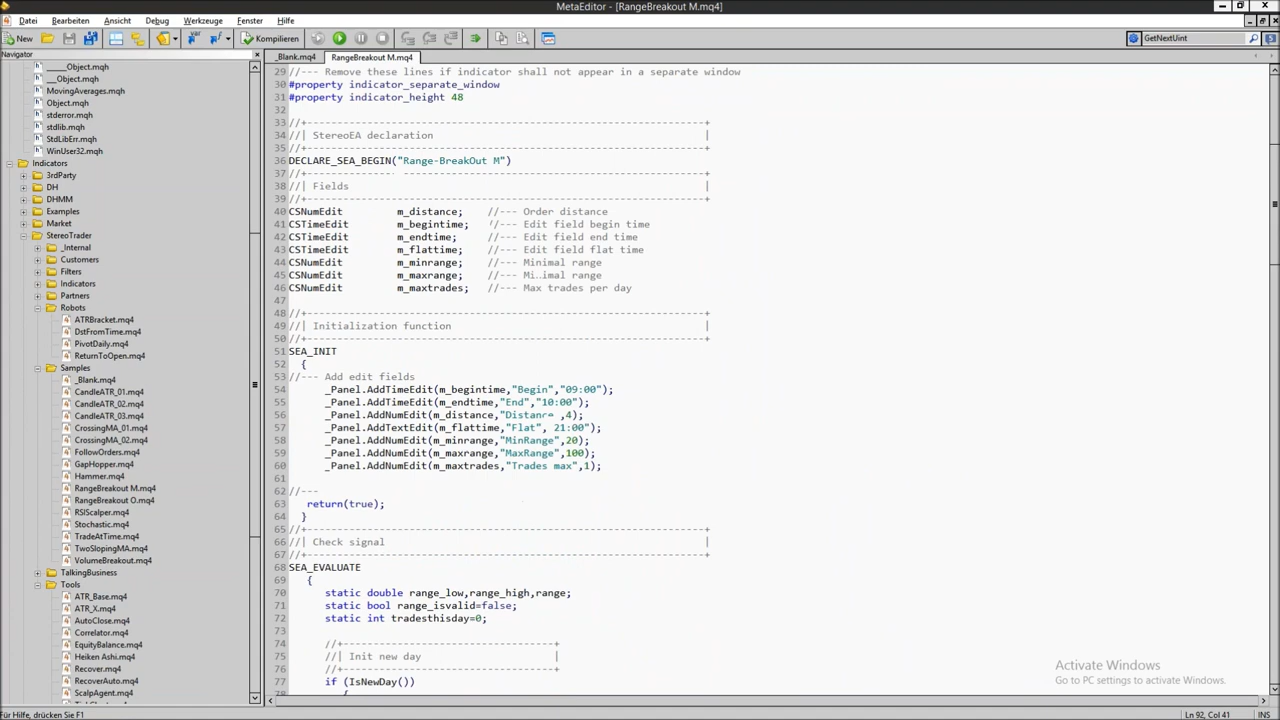 MetaEditor - [RangeBreakout M.mq4]
Datei Bearbeiten Ansicht Debug Werkzeuge Fenster Hilfe
New Kompilieren GetNextUint
Navigator
_Blank.mq4 RangeBreakout M.mq4
_____Object.mqh
___Object.mqh
MovingAverages.mqh
Object.mqh
stderror.mqh
stdlib.mqh
StdLibErr.mqh
WinUser32.mqh
Indicators
3rdParty
DH
DHMM
Examples
Market
StereoTrader
_Internal
Customers
Filters
Indicators
Partners
Robots
ATRBracket.mq4
DstFromTime.mq4
PivotDaily.mq4
ReturnToOpen.mq4
Samples
_Blank.mq4
CandleATR_01.mq4
CandleATR_02.mq4
CandleATR_03.mq4
CrossingMA_01.mq4
CrossingMA_02.mq4
FollowOrders.mq4
GapHopper.mq4
Hammer.mq4
RangeBreakout M.mq4
RangeBreakout O.mq4
RSIScalper.mq4
Stochastic.mq4
TradeAtTime.mq4
TwoSlopingMA.mq4
VolumeBreakout.mq4
TalkingBusiness
Tools
ATR_Base.mq4
ATR_X.mq4
AutoClose.mq4
Correlator.mq4
EquityBalance.mq4
Heiken Ashi.mq4
Recover.mq4
RecoverAuto.mq4
ScalpAgent.mq4
29 //--- Remove these lines if indicator shall not appear in a separate window
30 #property indicator_separate_window
31 #property indicator_height 48
32
33 //+------------------------------------------------------------------+
34 //| StereoEA declaration |
35 //+------------------------------------------------------------------+
36 DECLARE_SEA_BEGIN("Range-BreakOut M")
37 //+------------------------------------------------------------------+
38 //| Fields |
39 //+------------------------------------------------------------------+
40 CSNumEdit m_distance; //--- Order distance
41 CSTimeEdit m_begintime; //--- Edit field begin time
42 CSTimeEdit m_endtime; //--- Edit field end time
43 CSTimeEdit m_flattime; //--- Edit field flat time
44 CSNumEdit m_minrange; //--- Minimal range
45 CSNumEdit m_maxrange; //--- Mi..imal range
46 CSNumEdit m_maxtrades; //--- Max trades per day
47
48 //+------------------------------------------------------------------+
49 //| Initialization function |
50 //+------------------------------------------------------------------+
51 SEA_INIT
52 {
53 //--- Add edit fields
54 _Panel.AddTimeEdit(m_begintime,"Begin","09:00");
55 _Panel.AddTimeEdit(m_endtime,"End","10:00");
56 _Panel.AddNumEdit(m_distance,"Distance ,4);
57 _Panel.AddTextEdit(m_flattime,"Flat", 21:00");
58 _Panel.AddNumEdit(m_minrange,"MinRange",20);
59 _Panel.AddNumEdit(m_maxrange,"MaxRange",100);
60 _Panel.AddNumEdit(m_maxtrades,"Trades max",1);
61
62 //---
63 return(true);
64 }
65 //+------------------------------------------------------------------+
66 //| Check signal |
67 //+------------------------------------------------------------------+
68 SEA_EVALUATE
69 {
70 static double range_low,range_high,range;
71 static bool range_isvalid=false;
72 static int tradesthisday=0;
73
74 //+-----------------------------------+
75 //| Init new day |
76 //+-----------------------------------+
77 if (IsNewDay())
Activate Windows
Go to PC settings to activate Windows.
Für Hilfe, drücken Sie F1 Ln 92, Col 41 INS